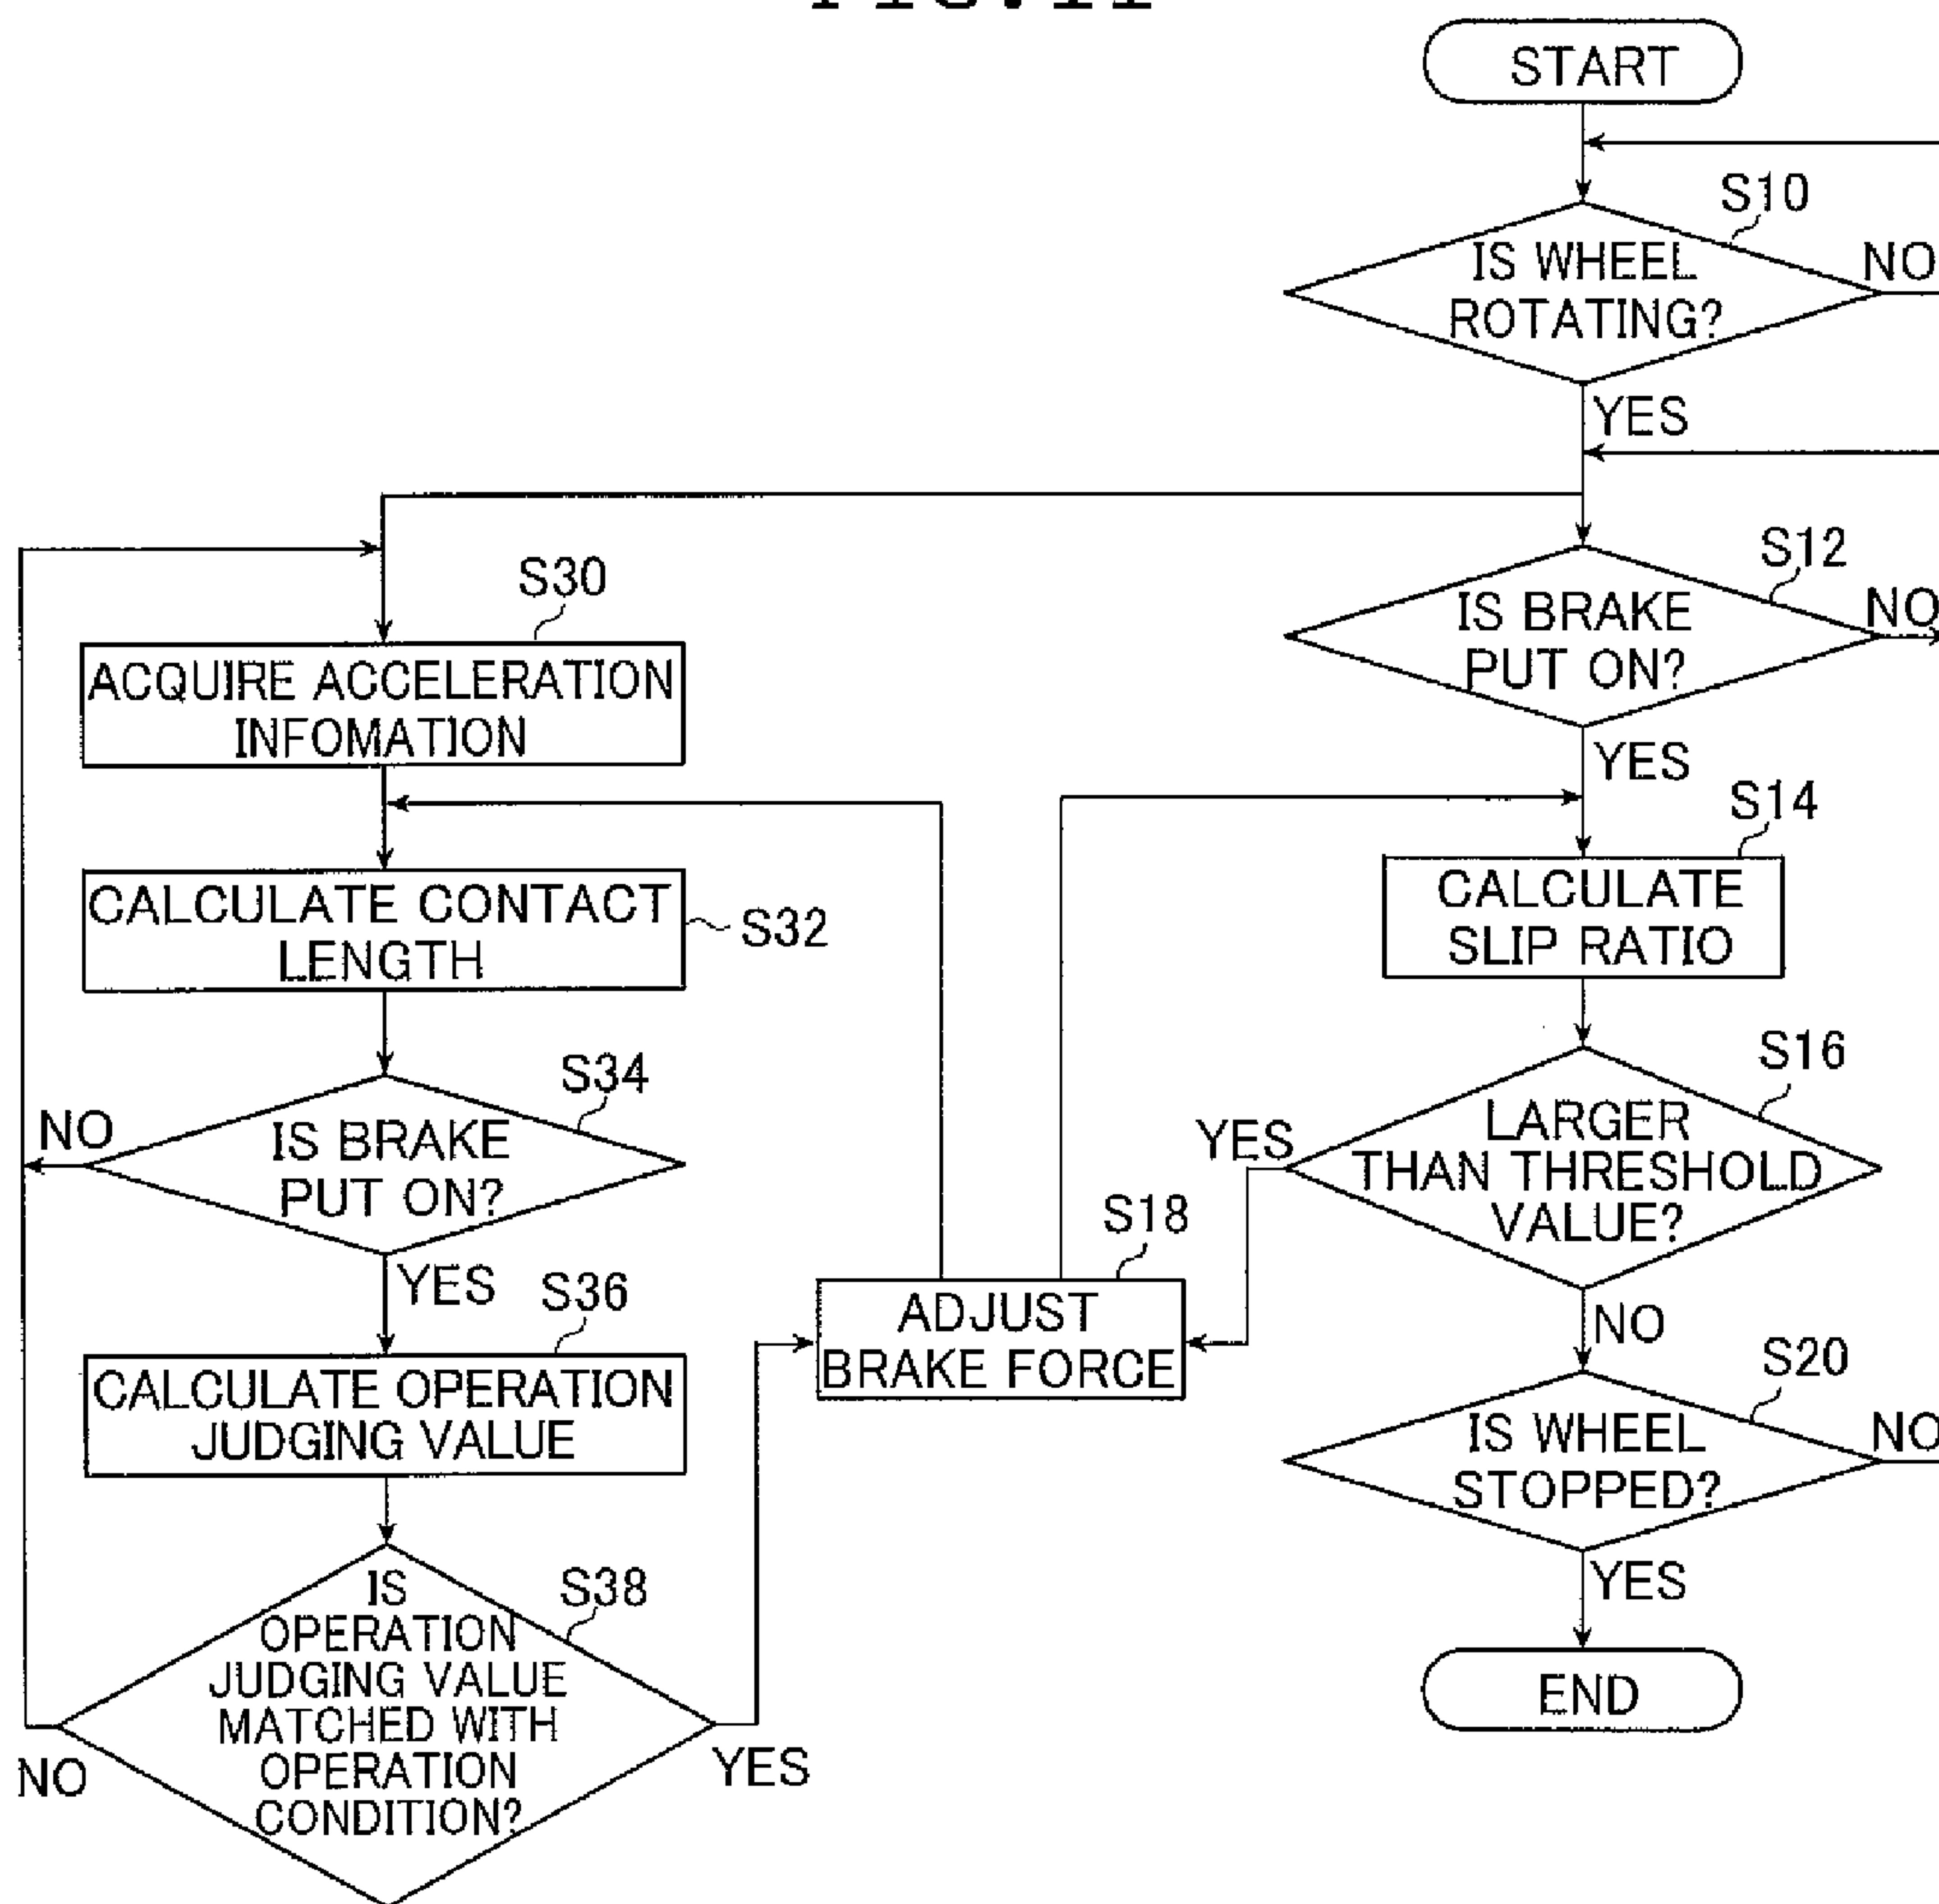 START
S10
IS WHEEL
ROTATING?
NO
YES
S12
IS BRAKE
PUT ON?
NO
YES
S30
ACQUIRE ACCELERATION
INFOMATION
S14
CALCULATE
SLIP RATIO
CALCULATE CONTACT
LENGTH
S32
S16
LARGER
THAN THRESHOLD
VALUE?
YES
NO
S34
IS BRAKE
PUT ON?
NO
YES
S18
ADJUST
BRAKE FORCE
S36
CALCULATE OPERATION
JUDGING VALUE
S20
IS WHEEL
STOPPED?
NO
YES
S38
IS
OPERATION
JUDGING VALUE
MATCHED WITH
OPERATION
CONDITION?
NO
YES
END